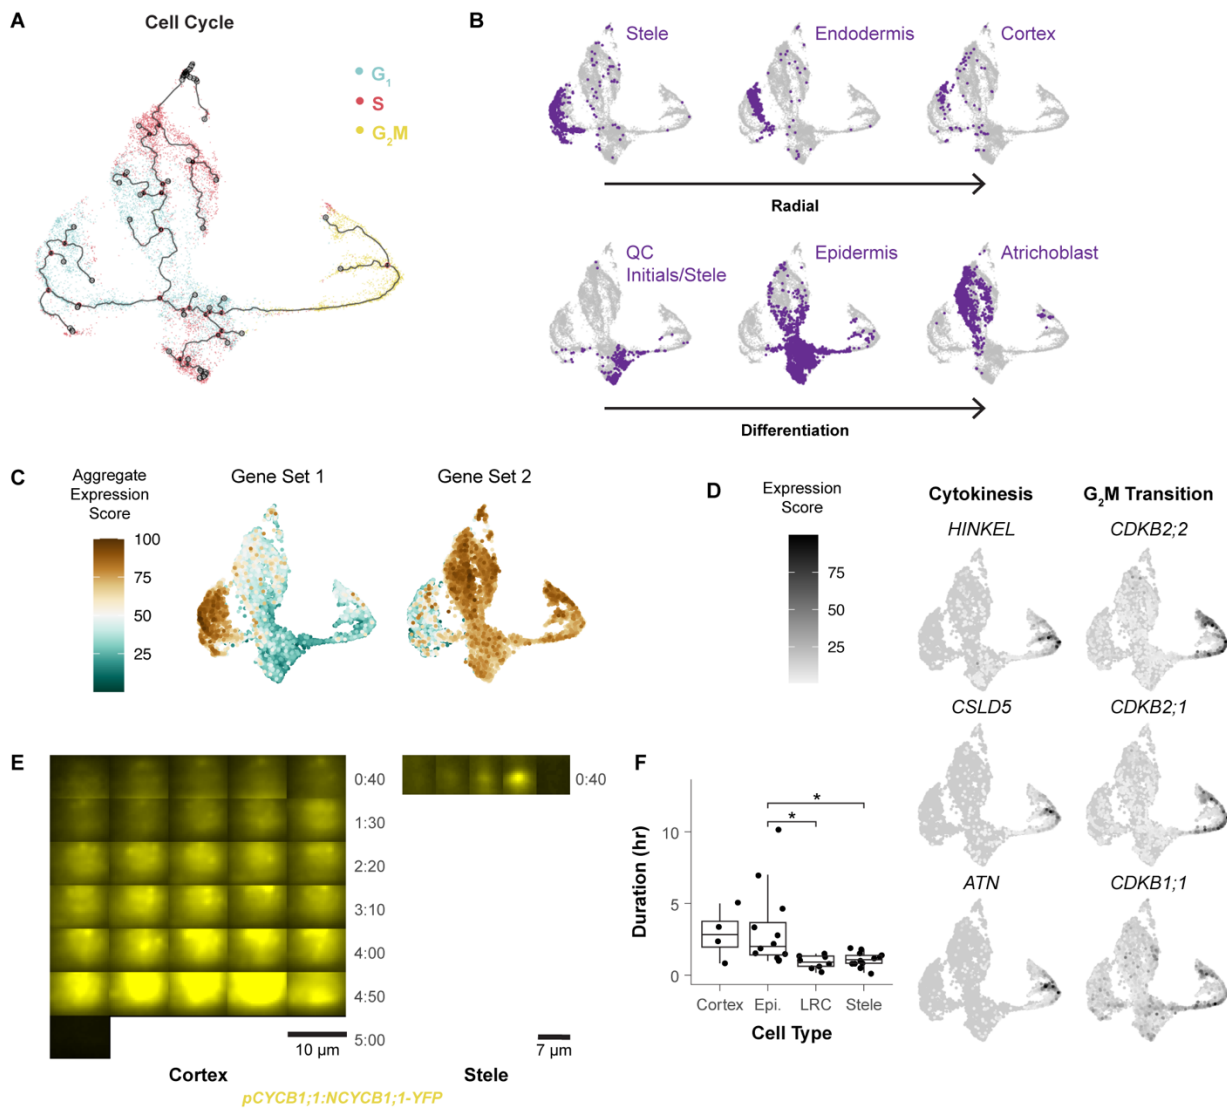 A
Cell Cycle
G₁
S
G₂M
B
Stele
Endodermis
Cortex
Radial
QC
Initials/Stele
Epidermis
Atrichoblast
Differentiation
C
Aggregate
Expression
Score
100
75
50
25
Gene Set 1
Gene Set 2
D
Expression
Score
75
50
25
Cytokinesis
G₂M Transition
HINKEL
CDKB2;2
CSLD5
CDKB2;1
ATN
CDKB1;1
E
0:40
1:30
2:20
3:10
4:00
4:50
5:00
10 µm
Cortex
0:40
7 µm
Stele
pCYCB1;1:NCYCB1;1-YFP
F
Duration (hr)
10
5
0
*
*
Cortex Epi. LRC Stele
Cell Type